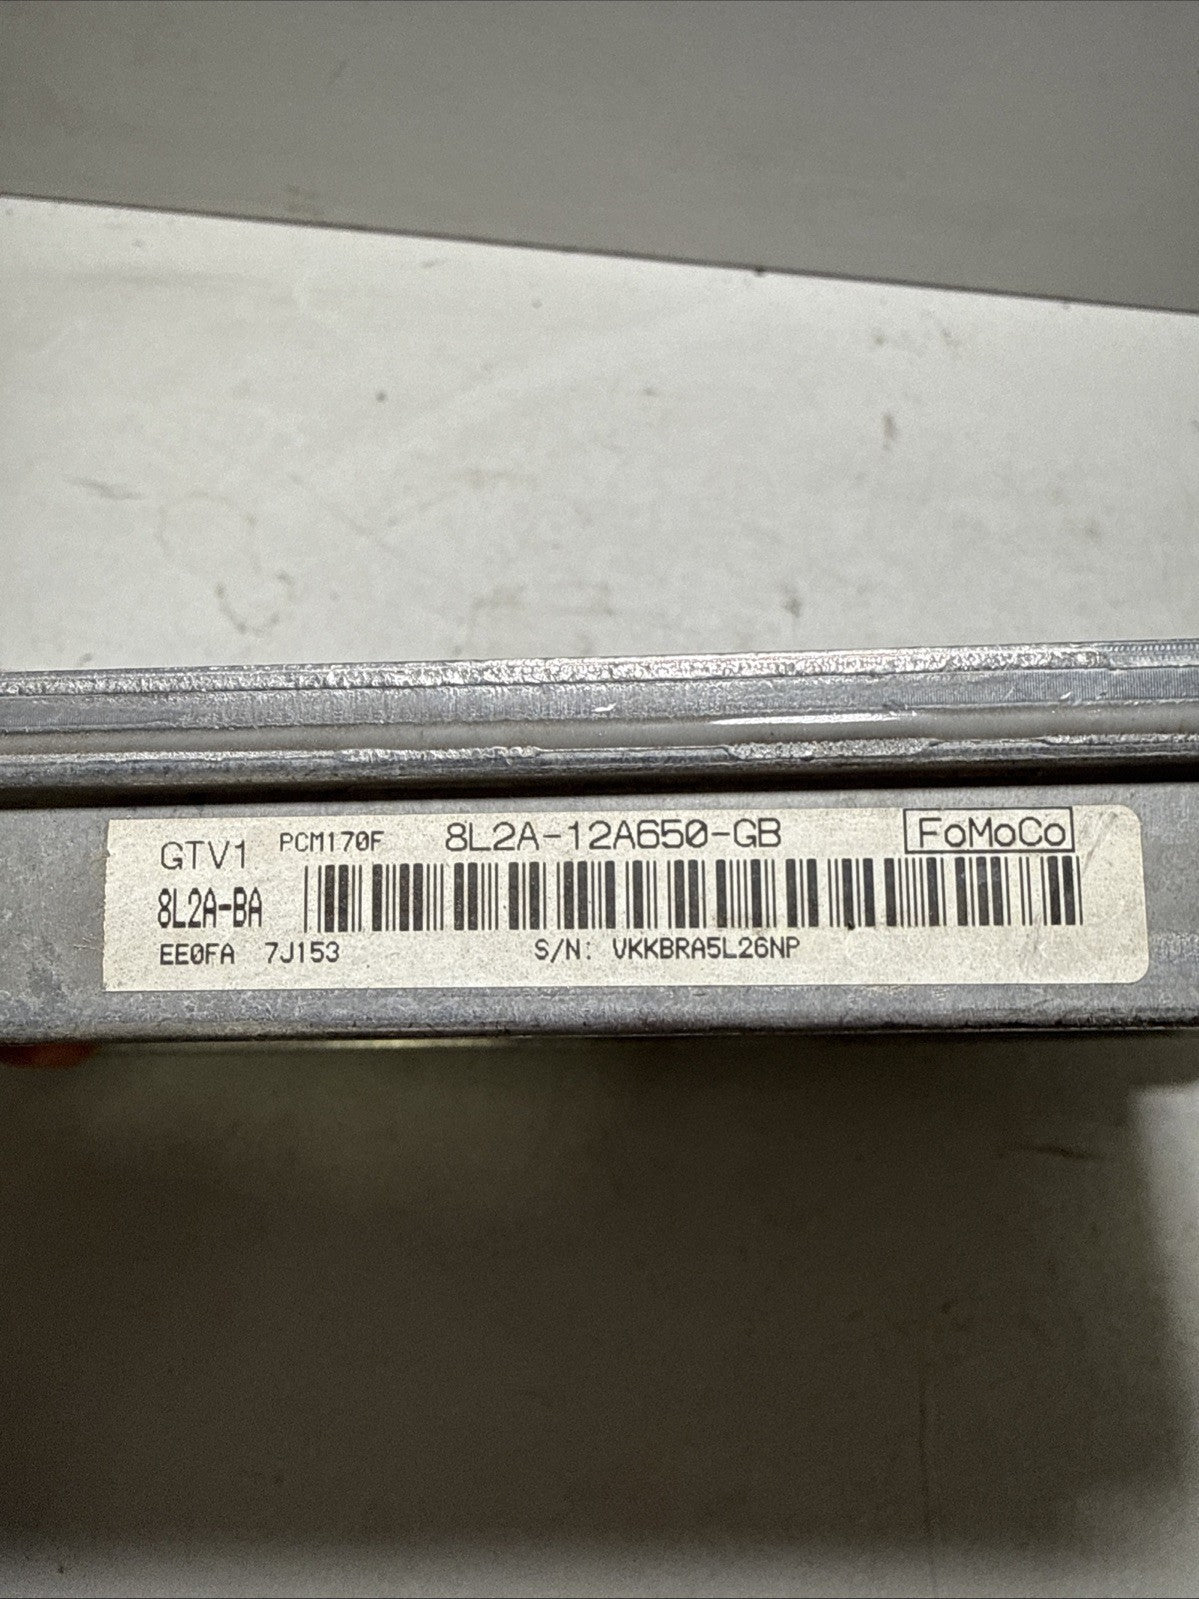 GTV1 PCM170F 8L2A-12A650-GB FoMoCo
8L2A-BA
EE0FA 7J153 S/N: VKKBRA5L26NP